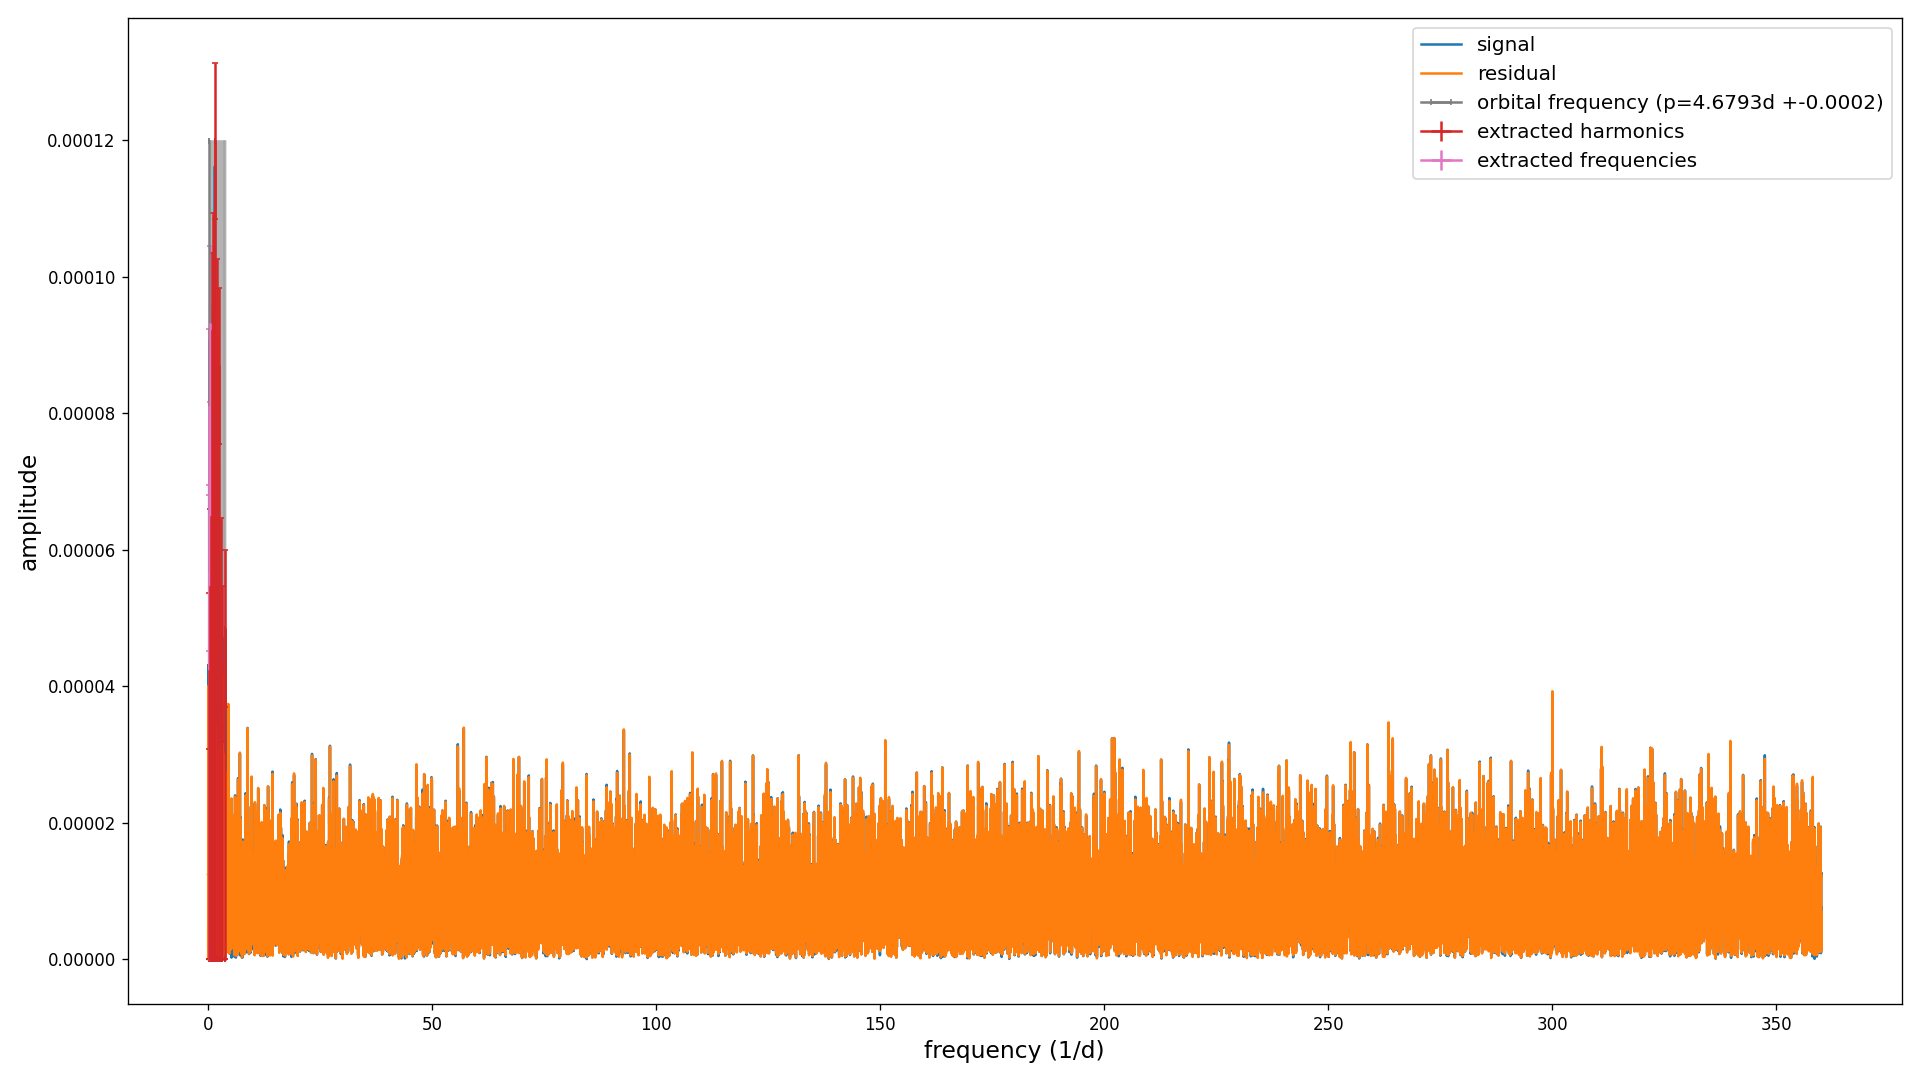 signal
residual
orbital frequency (p=4.6793d +-0.0002)
extracted harmonics
extracted frequencies
0.00012
0.00010
0.00008
0.00006
0.00004
0.00002
0.00000
amplitude
0 50 100 150 200 250 300 350
frequency (1/d)